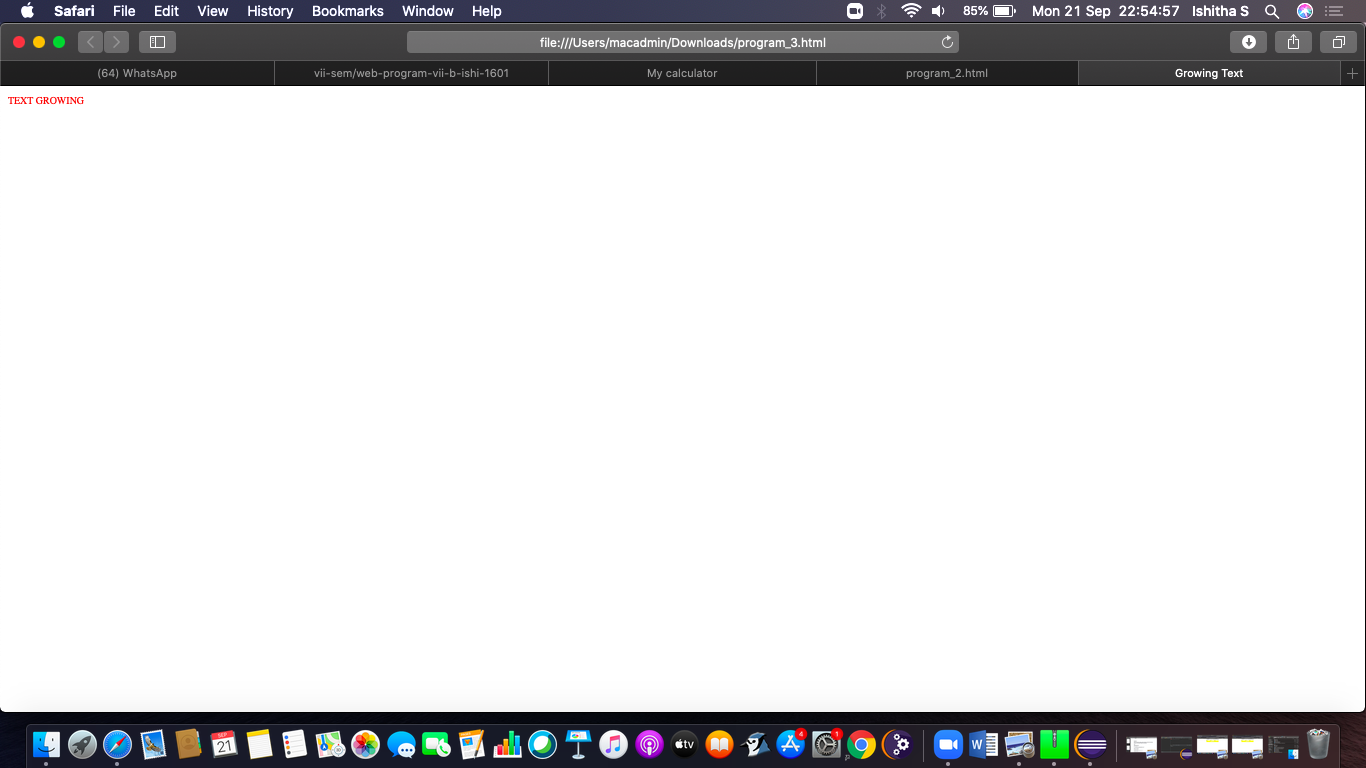 Safari File Edit View History Bookmarks Window Help 85% Mon 21 Sep 22:54:57 Ishitha S
file:///Users/macadmin/Downloads/program_3.html
(64) WhatsApp vii-sem/web-program-vii-b-ishi-1601 My calculator program_2.html Growing Text
TEXT GROWING
SEP
21
tv
4
1